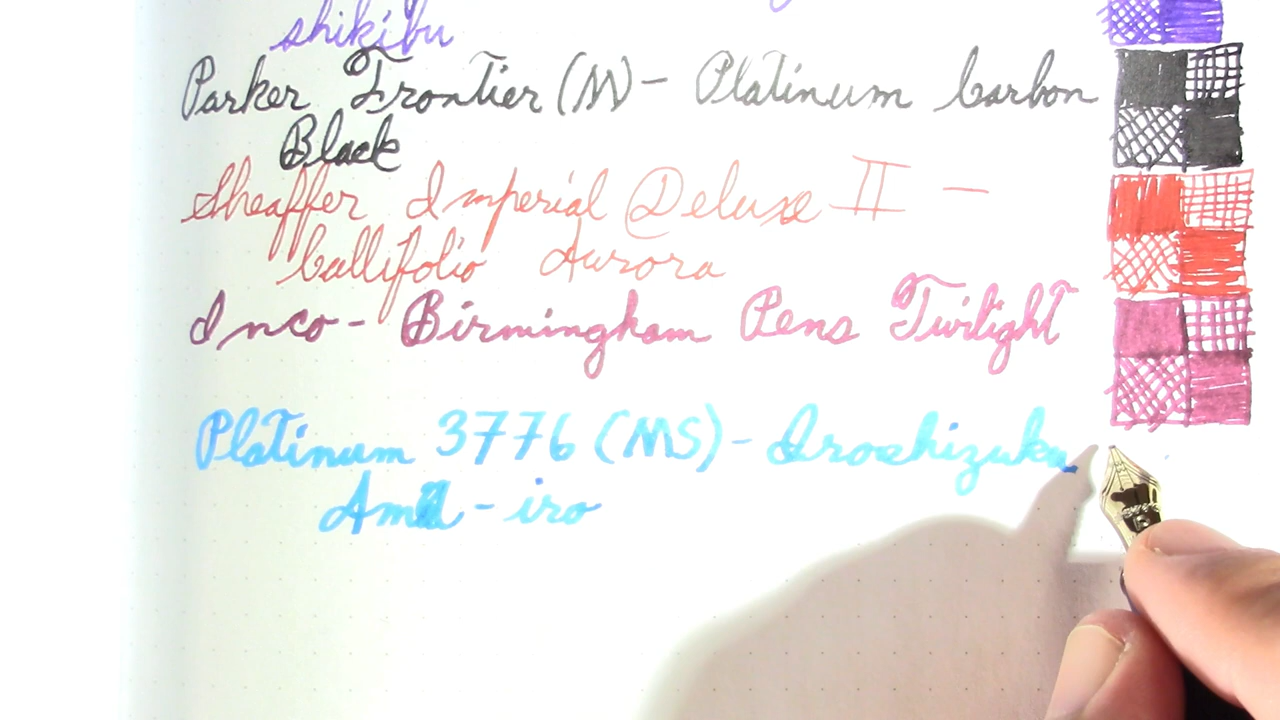 shikibu
Parker Frontier (M) - Platinum Carbon
Black
Sheaffer Imperial Deluxe II -
Callifolio Aurora
Inco - Birmingham Pens Twilight
Platinum 3776 (MS) - Iroshizuku
Ama-iro